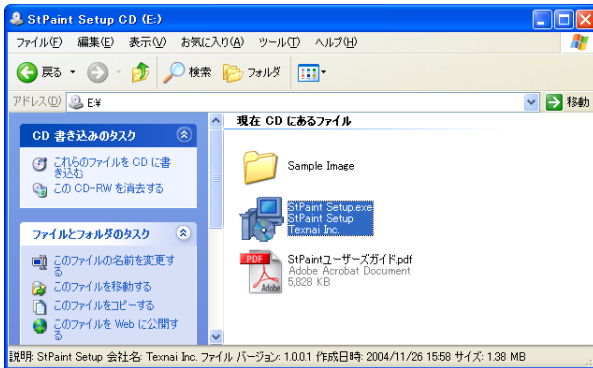 StPaint Setup CD (E:)
ファイル(F) 編集(E) 表示(V) お気に入り(A) ツール(T) ヘルプ(H)
戻る 検索 フォルダ
アドレス(D) E:¥ 移動
CD 書き込みのタスク
これらのファイルを CD に書
き込む
この CD-RW を消去する
ファイルとフォルダのタスク
このファイルの名前を変更す
る
このファイルを移動する
このファイルをコピーする
このファイルを Web に公開す
る
現在 CD にあるファイル
Sample Image
StPaint Setup.exe
StPaint Setup
Texnai Inc.
PDF
Adobe
StPaintユーザーズガイド.pdf
Adobe Acrobat Document
5,828 KB
説明: StPaint Setup 会社名: Texnai Inc. ファイル バージョン: 1.0.0.1 作成日時: 2004/11/26 15:58 サイズ: 1.38 MB